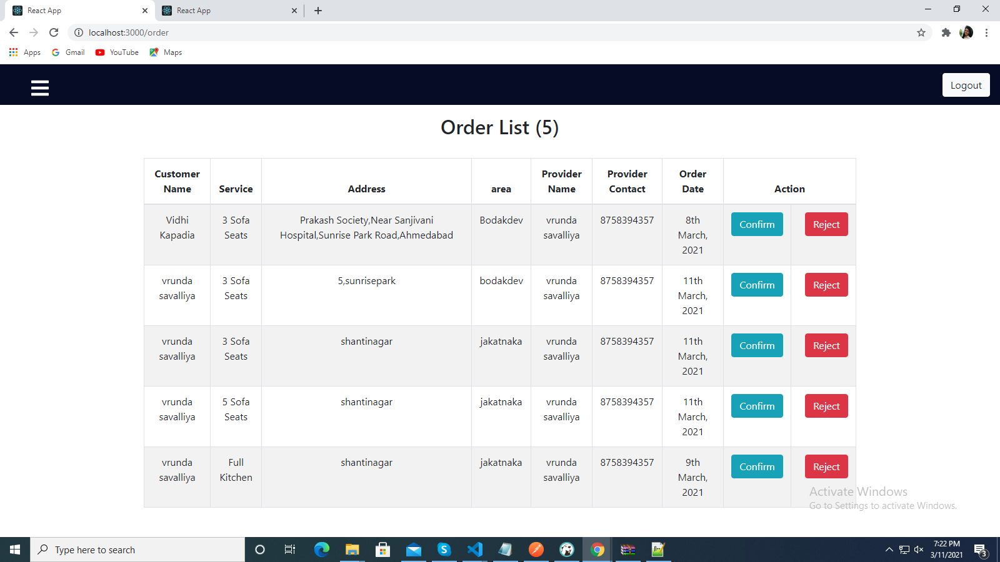 React App
React App
localhost:3000/order
Apps
Gmail
YouTube
Maps
Logout
Order List (5)
Customer Name
Service
Address
area
Provider Name
Provider Contact
Order Date
Action
Vidhi Kapadia
3 Sofa Seats
Prakash Society,Near Sanjivani
Hospital,Sunrise Park Road,Ahmedabad
Bodakdev
vrunda savalliya
8758394357
8th March, 2021
Confirm
Reject
vrunda savalliya
3 Sofa Seats
5,sunrisepark
bodakdev
vrunda savalliya
8758394357
11th March, 2021
Confirm
Reject
vrunda savalliya
3 Sofa Seats
shantinagar
jakatnaka
vrunda savalliya
8758394357
11th March, 2021
Confirm
Reject
vrunda savalliya
5 Sofa Seats
shantinagar
jakatnaka
vrunda savalliya
8758394357
11th March, 2021
Confirm
Reject
vrunda savalliya
Full Kitchen
shantinagar
jakatnaka
vrunda savalliya
8758394357
9th March, 2021
Confirm
Reject
Activate Windows
Go to Settings to activate Windows.
Type here to search
7:22 PM
3/11/2021
3